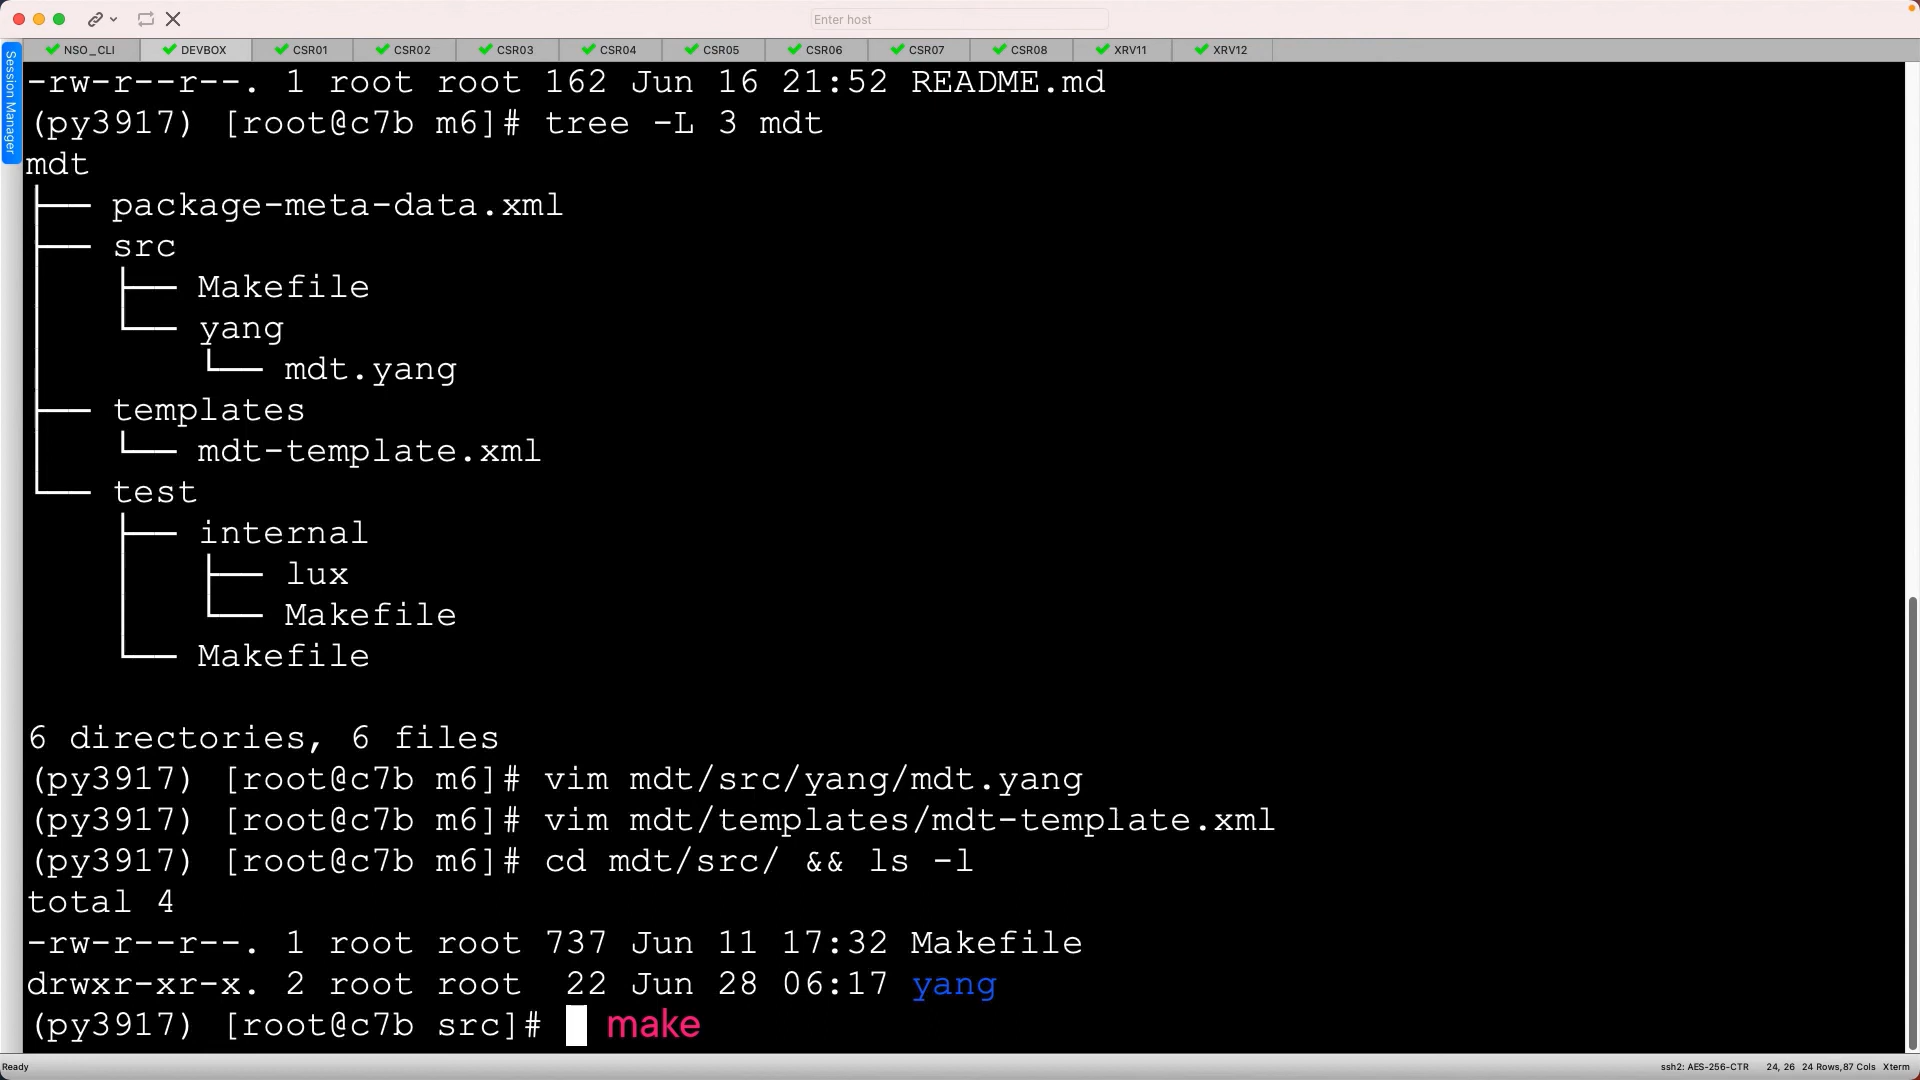 Enter host
NSO_CLI DEVBOX CSR01 CSR02 CSR03 CSR04 CSR05 CSR06 CSR07 CSR08 XRV11 XRV12
Session Manager
-rw-r--r--. 1 root root 162 Jun 16 21:52 README.md
(py3917) [root@c7b m6]# tree -L 3 mdt
mdt
├── package-meta-data.xml
├── src
│   ├── Makefile
│   └── yang
│       └── mdt.yang
├── templates
│   └── mdt-template.xml
└── test
    ├── internal
    │   ├── lux
    │   └── Makefile
    └── Makefile
6 directories, 6 files
(py3917) [root@c7b m6]# vim mdt/src/yang/mdt.yang
(py3917) [root@c7b m6]# vim mdt/templates/mdt-template.xml
(py3917) [root@c7b m6]# cd mdt/src/ && ls -l
total 4
-rw-r--r--. 1 root root 737 Jun 11 17:32 Makefile
drwxr-xr-x. 2 root root  22 Jun 28 06:17 yang
(py3917) [root@c7b src]# make
Ready ssh2: AES-256-CTR 24, 26 24 Rows,87 Cols Xterm